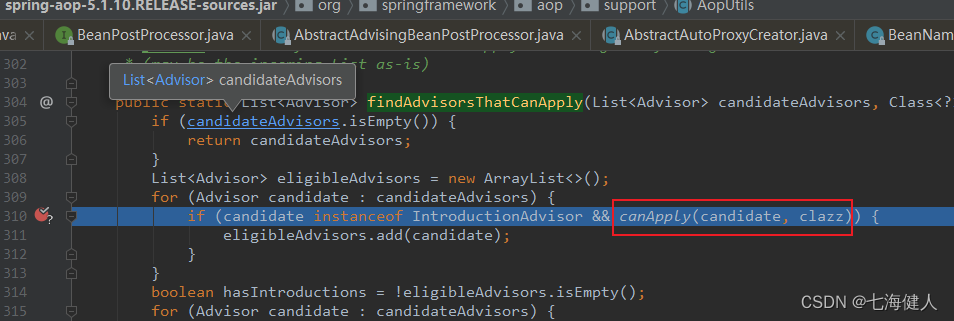 spring-aop-5.1.10.RELEASE-sources.jar org springframework aop support AopUtils
java BeanPostProcessor.java AbstractAdvisingBeanPostProcessor.java AbstractAutoProxyCreator.java BeanNam
302 * (may be the incoming List as-is)
303
List<Advisor> candidateAdvisors
304 @ public static List<Advisor> findAdvisorsThatCanApply(List<Advisor> candidateAdvisors, Class<?
305 if (candidateAdvisors.isEmpty()) {
306 return candidateAdvisors;
307 }
308 List<Advisor> eligibleAdvisors = new ArrayList<>();
309 for (Advisor candidate : candidateAdvisors) {
310 if (candidate instanceof IntroductionAdvisor && canApply(candidate, clazz)) {
311 eligibleAdvisors.add(candidate);
312 }
313 }
314 boolean hasIntroductions = !eligibleAdvisors.isEmpty();
315 for (Advisor candidate : candidateAdvisors) {
CSDN @七海健人